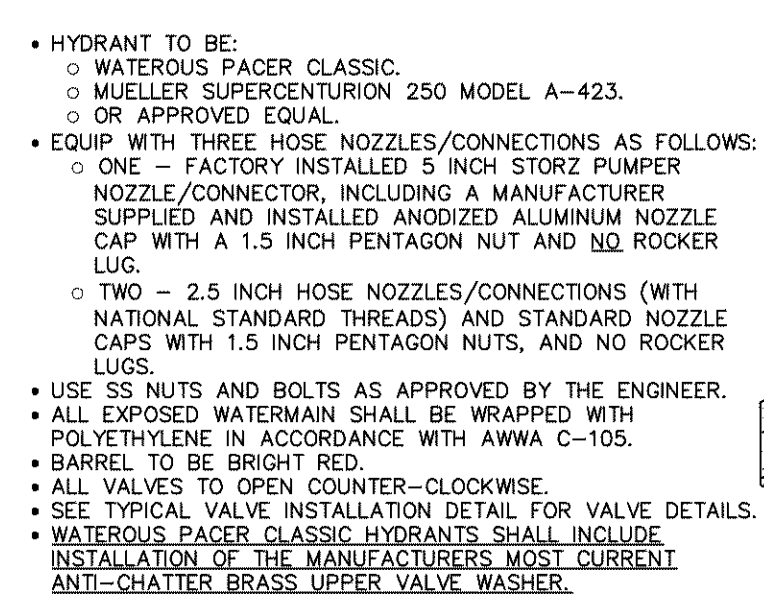 • HYDRANT TO BE:
○ WATEROUS PACER CLASSIC.
○ MUELLER SUPERCENTURION 250 MODEL A-423.
○ OR APPROVED EQUAL.
• EQUIP WITH THREE HOSE NOZZLES/CONNECTIONS AS FOLLOWS:
○ ONE – FACTORY INSTALLED 5 INCH STORZ PUMPER
NOZZLE/CONNECTOR, INCLUDING A MANUFACTURER
SUPPLIED AND INSTALLED ANODIZED ALUMINUM NOZZLE
CAP WITH A 1.5 INCH PENTAGON NUT AND NO ROCKER
LUG.
○ TWO – 2.5 INCH HOSE NOZZLES/CONNECTIONS (WITH
NATIONAL STANDARD THREADS) AND STANDARD NOZZLE
CAPS WITH 1.5 INCH PENTAGON NUTS, AND NO ROCKER
LUGS.
• USE SS NUTS AND BOLTS AS APPROVED BY THE ENGINEER.
• ALL EXPOSED WATERMAIN SHALL BE WRAPPED WITH
POLYETHYLENE IN ACCORDANCE WITH AWWA C-105.
• BARREL TO BE BRIGHT RED.
• ALL VALVES TO OPEN COUNTER-CLOCKWISE.
• SEE TYPICAL VALVE INSTALLATION DETAIL FOR VALVE DETAILS.
• WATEROUS PACER CLASSIC HYDRANTS SHALL INCLUDE
INSTALLATION OF THE MANUFACTURERS MOST CURRENT
ANTI-CHATTER BRASS UPPER VALVE WASHER.